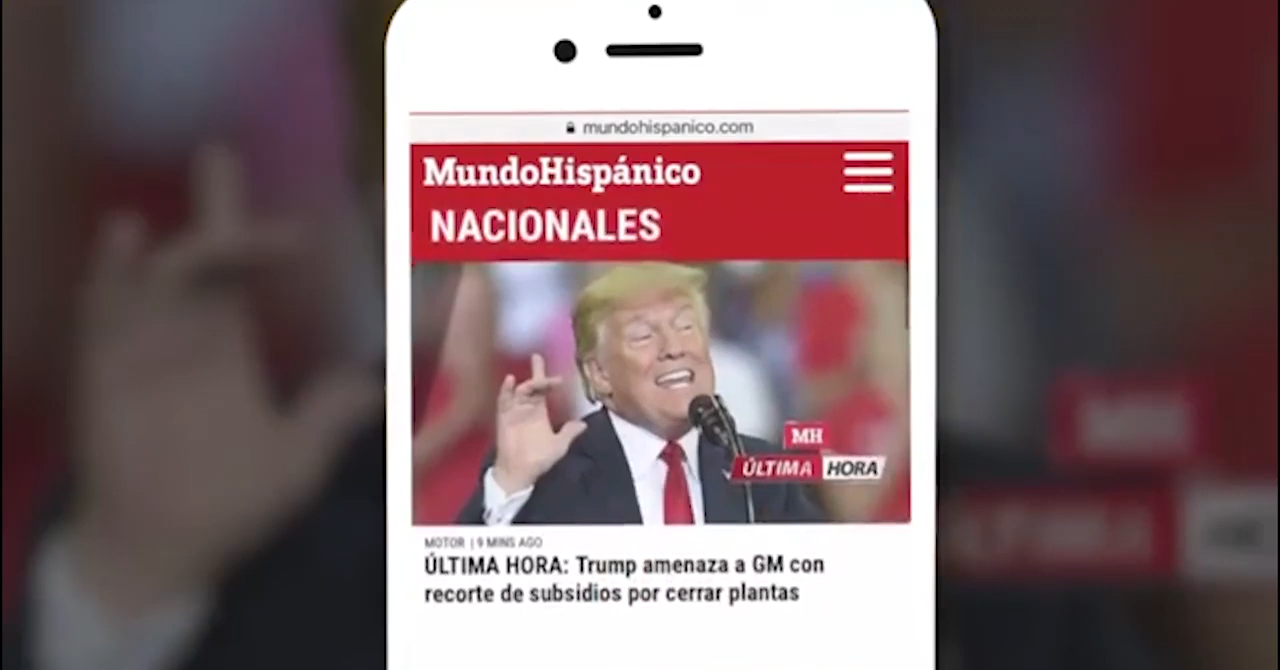 mundohispanico.com
MundoHispánico
NACIONALES
MH
ÚLTIMA HORA
MOTOR | 9 MINS AGO
ÚLTIMA HORA: Trump amenaza a GM con
recorte de subsidios por cerrar plantas